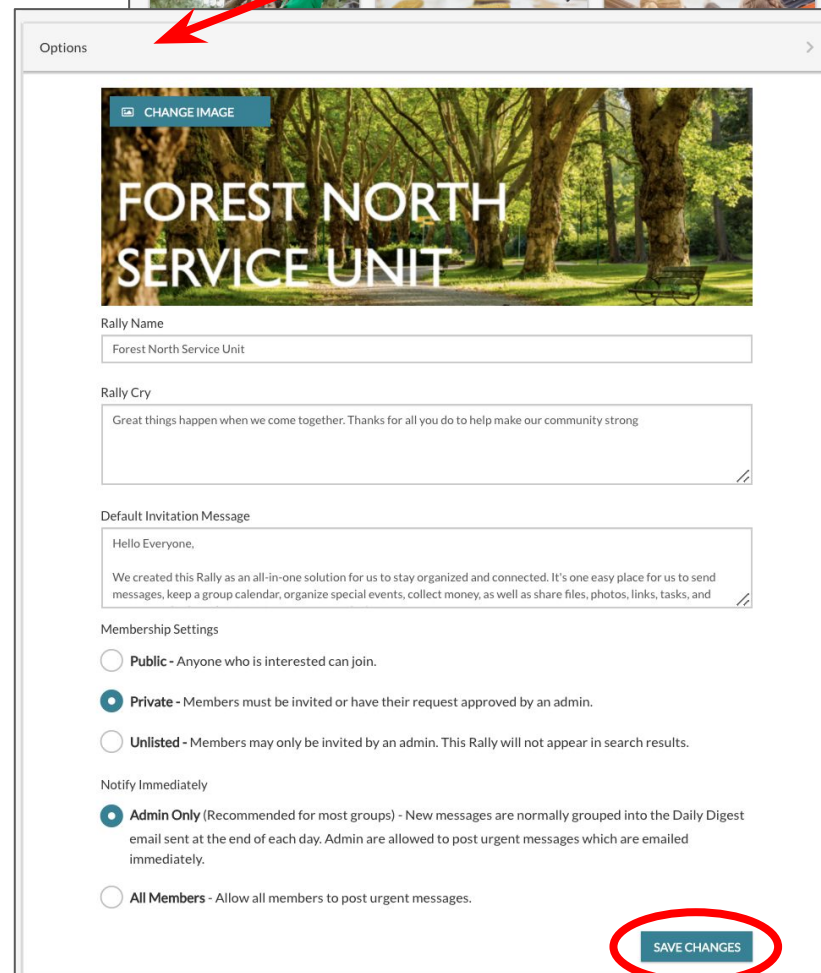 Options
CHANGE IMAGE
FOREST NORTH
SERVICE UNIT
Rally Name
Forest North Service Unit
Rally Cry
Great things happen when we come together. Thanks for all you do to help make our community strong
Default Invitation Message
Hello Everyone,
We created this Rally as an all-in-one solution for us to stay organized and connected. It's one easy place for us to send
messages, keep a group calendar, organize special events, collect money, as well as share files, photos, links, tasks, and
Membership Settings
Public - Anyone who is interested can join.
Private - Members must be invited or have their request approved by an admin.
Unlisted - Members may only be invited by an admin. This Rally will not appear in search results.
Notify Immediately
Admin Only (Recommended for most groups) - New messages are normally grouped into the Daily Digest
email sent at the end of each day. Admin are allowed to post urgent messages which are emailed
immediately.
All Members - Allow all members to post urgent messages.
SAVE CHANGES